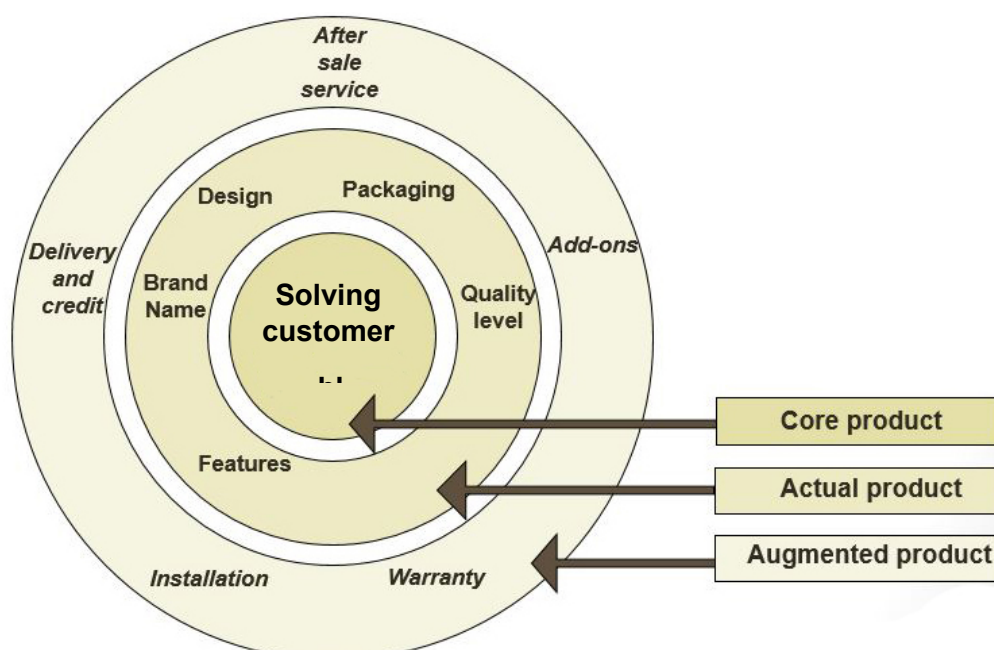 After
sale
service
Design
Packaging
Delivery
and
credit
Add-ons
Brand
Name
Solving
customer
Quality
level
Core product
Features
Actual product
Augmented product
Installation
Warranty